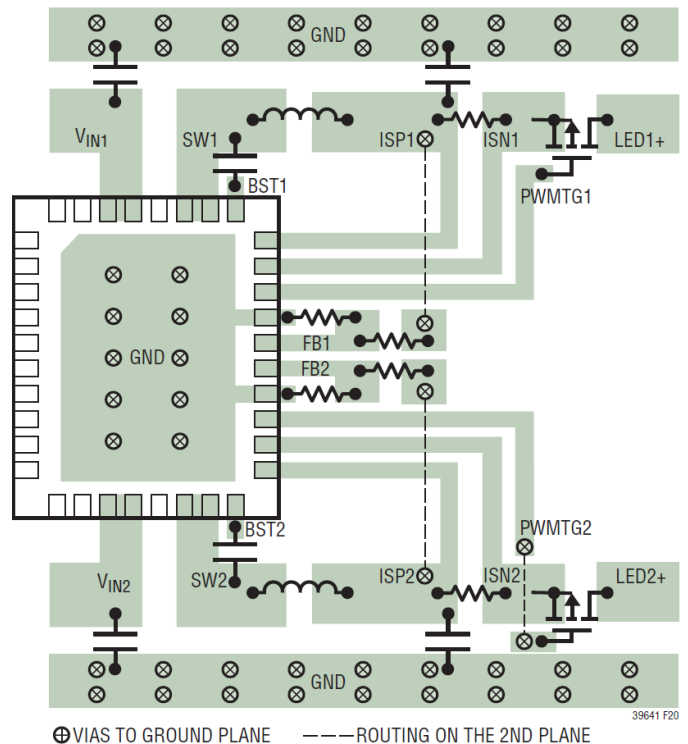 GND
VIN1
SW1
ISP1
ISN1
LED1+
BST1
PWMTG1
FB1
GND
FB2
BST2
PWMTG2
VIN2
SW2
ISP2
ISN2
LED2+
GND
39641 F20
VIAS TO GROUND PLANE
ROUTING ON THE 2ND PLANE